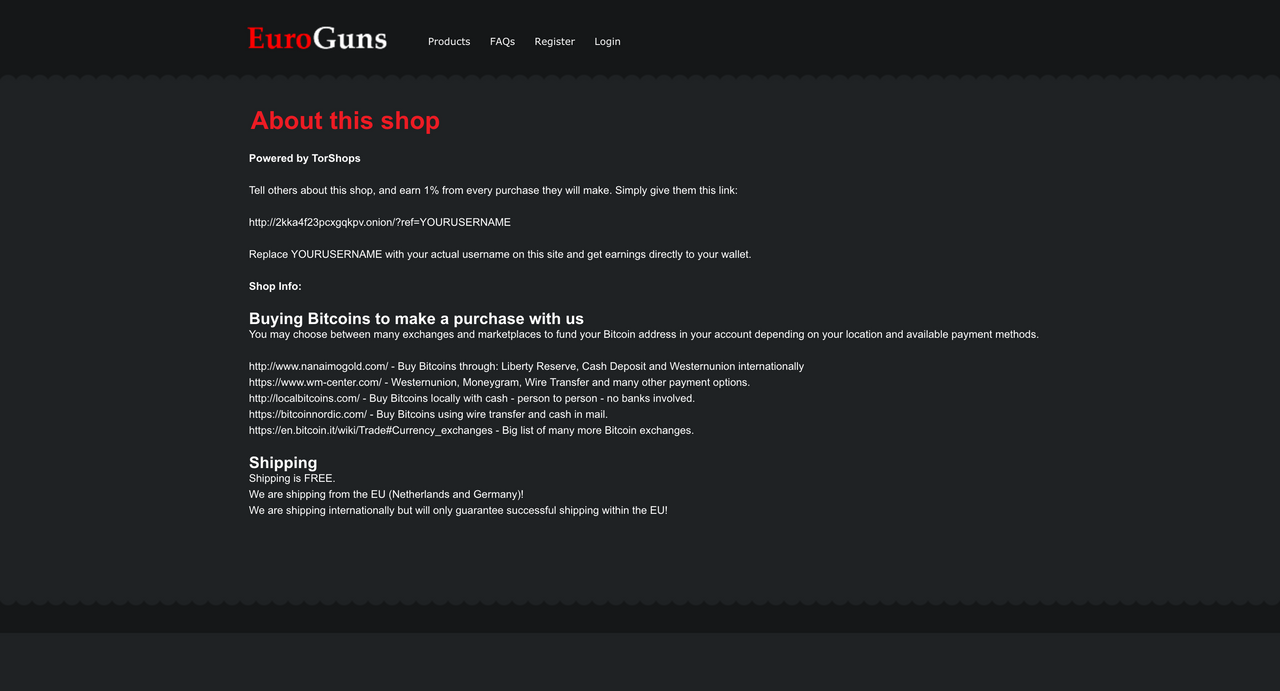 EuroGuns
Products FAQs Register Login
About this shop
Powered by TorShops
Tell others about this shop, and earn 1% from every purchase they will make. Simply give them this link:
http://2kka4f23pcxgqkpv.onion/?ref=YOURUSERNAME
Replace YOURUSERNAME with your actual username on this site and get earnings directly to your wallet.
Shop Info:
Buying Bitcoins to make a purchase with us
You may choose between many exchanges and marketplaces to fund your Bitcoin address in your account depending on your location and available payment methods.
http://www.nanaimogold.com/ - Buy Bitcoins through: Liberty Reserve, Cash Deposit and Westernunion internationally
https://www.wm-center.com/ - Westernunion, Moneygram, Wire Transfer and many other payment options.
http://localbitcoins.com/ - Buy Bitcoins locally with cash - person to person - no banks involved.
https://bitcoinnordic.com/ - Buy Bitcoins using wire transfer and cash in mail.
https://en.bitcoin.it/wiki/Trade#Currency_exchanges - Big list of many more Bitcoin exchanges.
Shipping
Shipping is FREE.
We are shipping from the EU (Netherlands and Germany)!
We are shipping internationally but will only guarantee successful shipping within the EU!